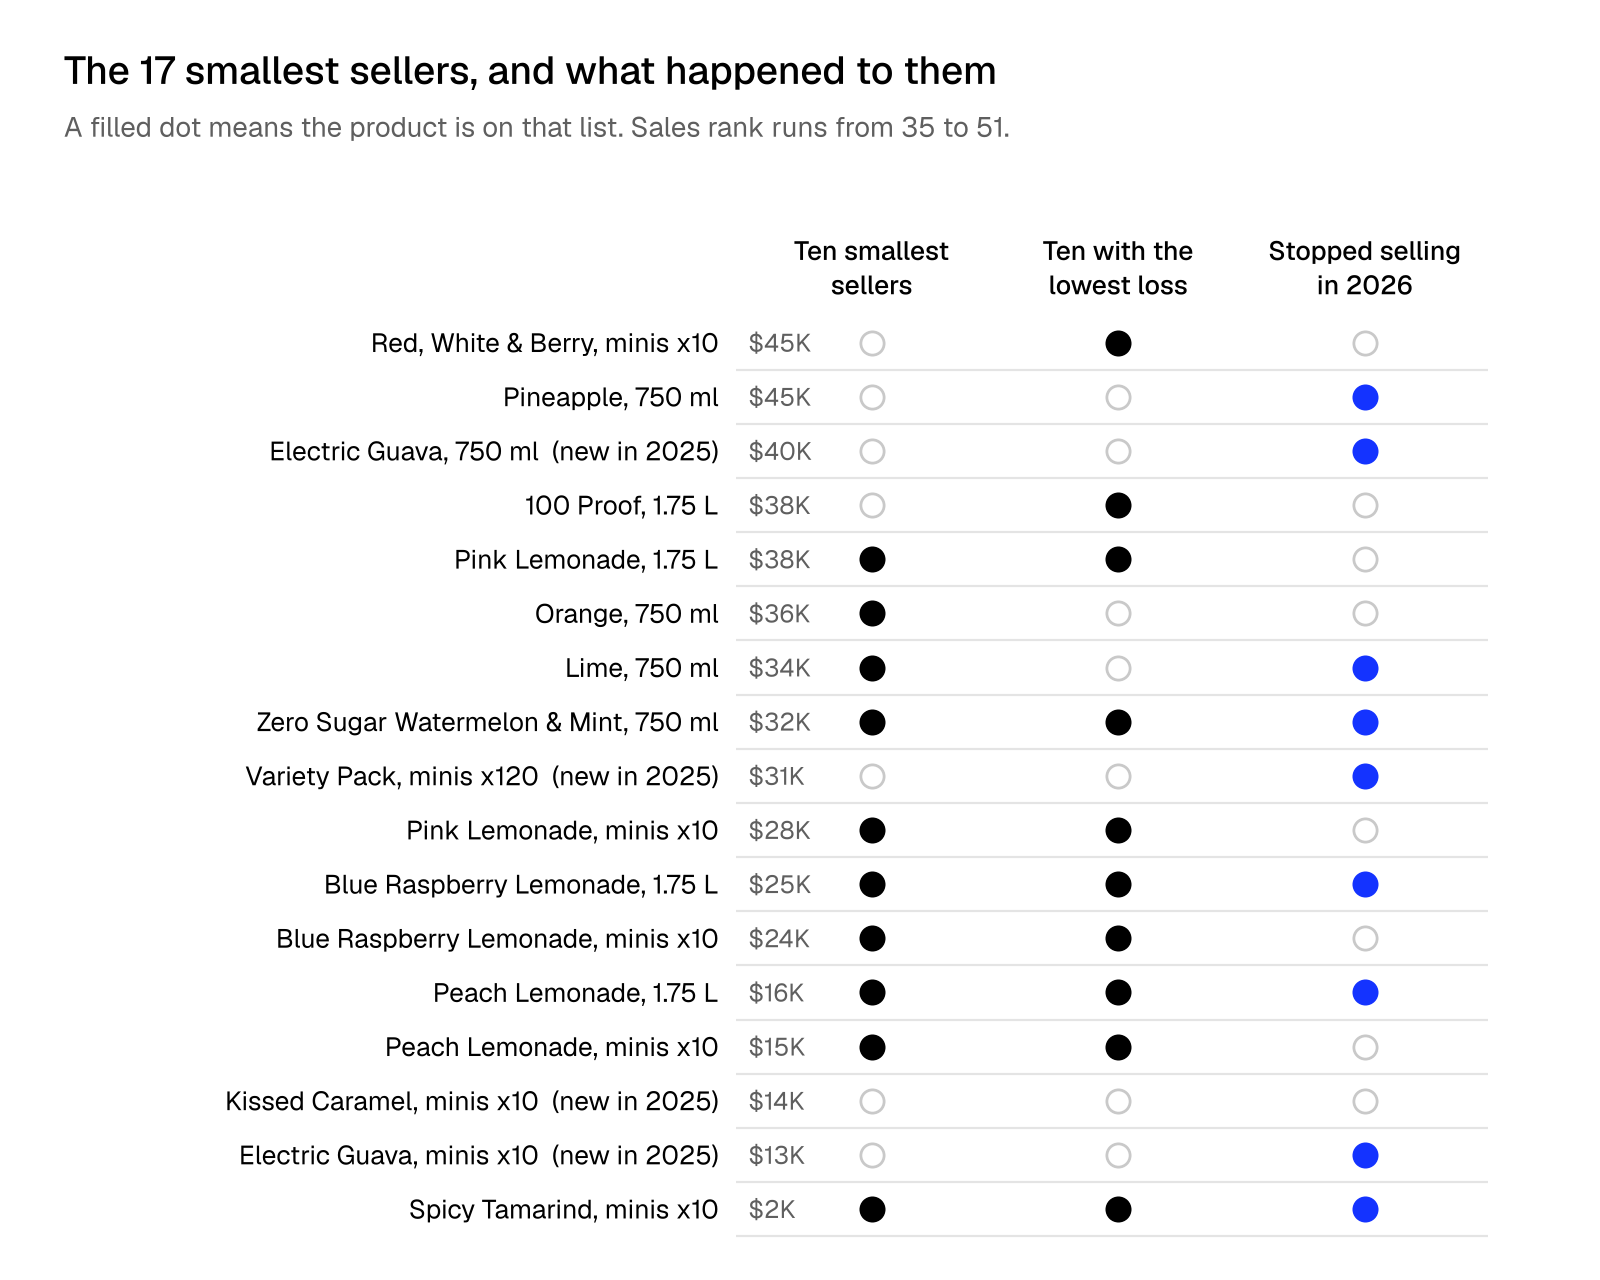 The 17 smallest sellers, and what happened to them
A filled dot means the product is on that list. Sales rank runs from 35 to 51.
Ten smallest sellers
Ten with the lowest loss
Stopped selling in 2026
Red, White & Berry, minis x10 $45K
Pineapple, 750 ml $45K
Electric Guava, 750 ml (new in 2025) $40K
100 Proof, 1.75 L $38K
Pink Lemonade, 1.75 L $38K
Orange, 750 ml $36K
Lime, 750 ml $34K
Zero Sugar Watermelon & Mint, 750 ml $32K
Variety Pack, minis x120 (new in 2025) $31K
Pink Lemonade, minis x10 $28K
Blue Raspberry Lemonade, 1.75 L $25K
Blue Raspberry Lemonade, minis x10 $24K
Peach Lemonade, 1.75 L $16K
Peach Lemonade, minis x10 $15K
Kissed Caramel, minis x10 (new in 2025) $14K
Electric Guava, minis x10 (new in 2025) $13K
Spicy Tamarind, minis x10 $2K